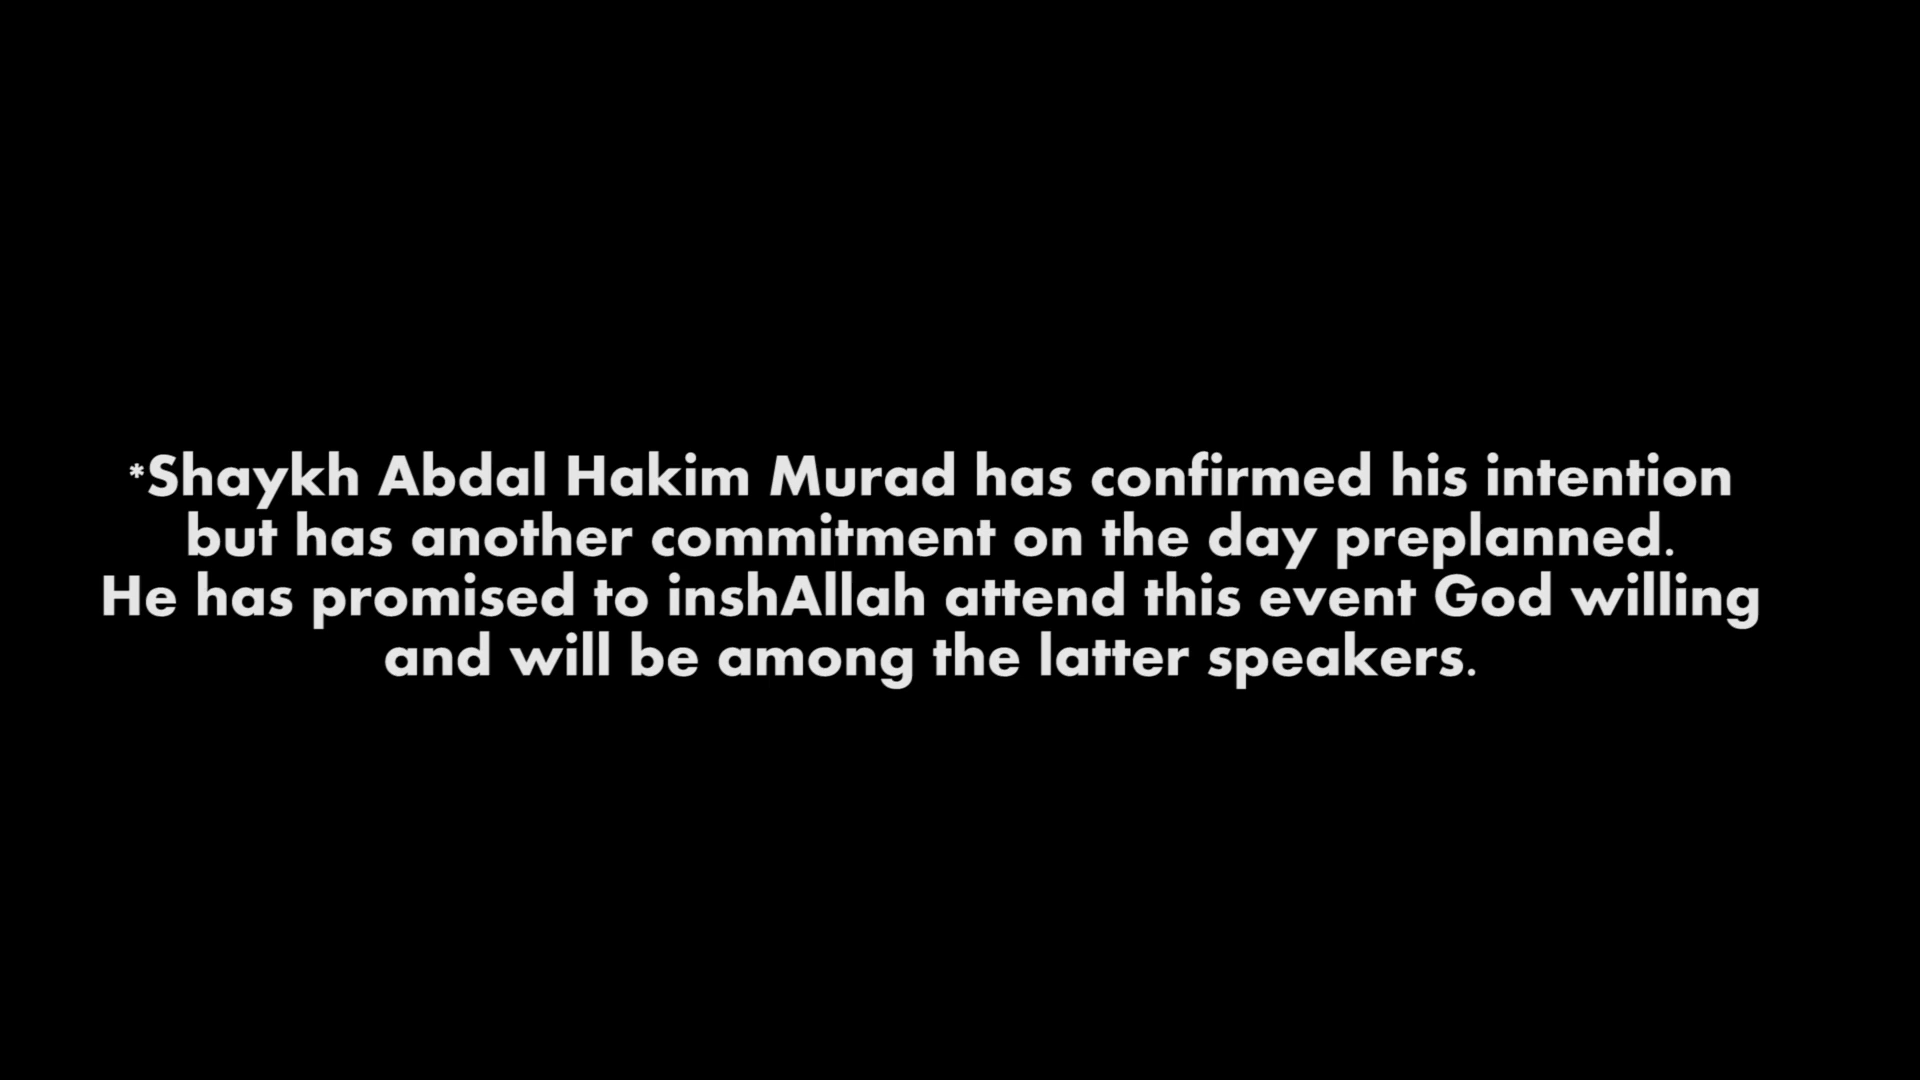 *Shaykh Abdal Hakim Murad has confirmed his intention
but has another commitment on the day preplanned.
He has promised to inshAllah attend this event God willing
and will be among the latter speakers.